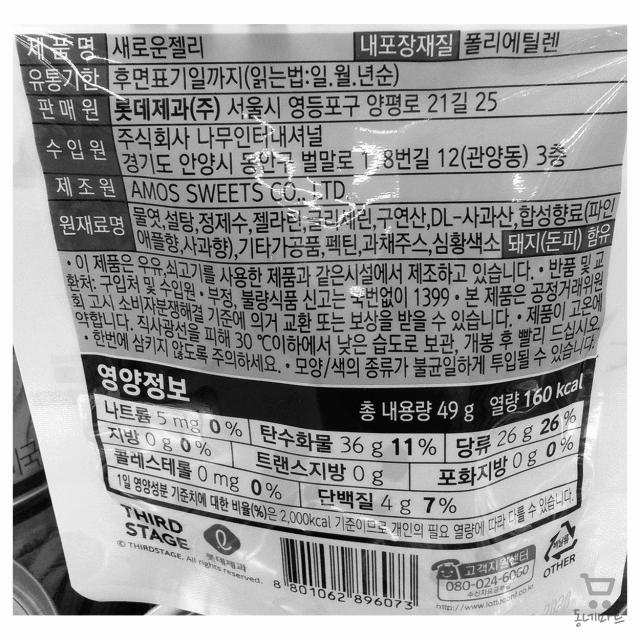 제품명 새로운젤리 내포장재질 폴리에틸렌
유통기한 후면표기일까지(읽는법:일.월.년순)
판매원 롯데제과(주) 서울시 영등포구 양평로 21길 25
수입원 주식회사 나무인터내셔널
경기도 안양시 동안구 벌말로 번길 12(관양동) 3층
제조원 AMOS SWEETS CO., LTD.
원재료명 물엿,설탕,정제수,젤라틴,글리세린,구연산,DL-사과산,합성향료(파인
애플향,사과향),기타가공품,펙틴,과채주스,심황색소 돼지(돈피) 함유
• 이 제품은 우유,쇠고기를 사용한 제품과 같은시설에서 제조하고 있습니다. • 반품 및 교
환처: 구입처 및 수입원 • 부정, 불량식품 신고는 국번없이 1399 • 본 제품은 공정거래위원
회 고시 소비자분쟁해결 기준에 의거 교환 또는 보상을 받을 수 있습니다. • 제품이 고온에
약합니다. 직사광선을 피해 30 ℃이하에서 낮은 습도로 보관, 개봉 후 빨리 드십시오.
• 한번에 삼키지 않도록 주의하세요. • 모양/색의 종류가 불균일하게 투입될 수 있습니다.
영양정보 총 내용량 49 g 열량 160 kcal
나트륨 5 mg 0% 탄수화물 36 g 11% 당류 26 g 26%
지방 0 g 0% 트랜스지방 0 g 포화지방 0 g 0%
콜레스테롤 0 mg 0% 단백질 4 g 7%
1일 영양성분 기준치에 대한 비율(%)은 2,000kcal 기준이므로 개인의 필요 열량에 따라 다를 수 있습니다.
THIRD
STAGE
롯데제과
© THIRDSTAGE. All rights reserved.
8 801062 896073
고객지원센터
080-024-6060
수신자요금부담
http://www.lotteconf.co.kr
재활용
OTHER
동네마트